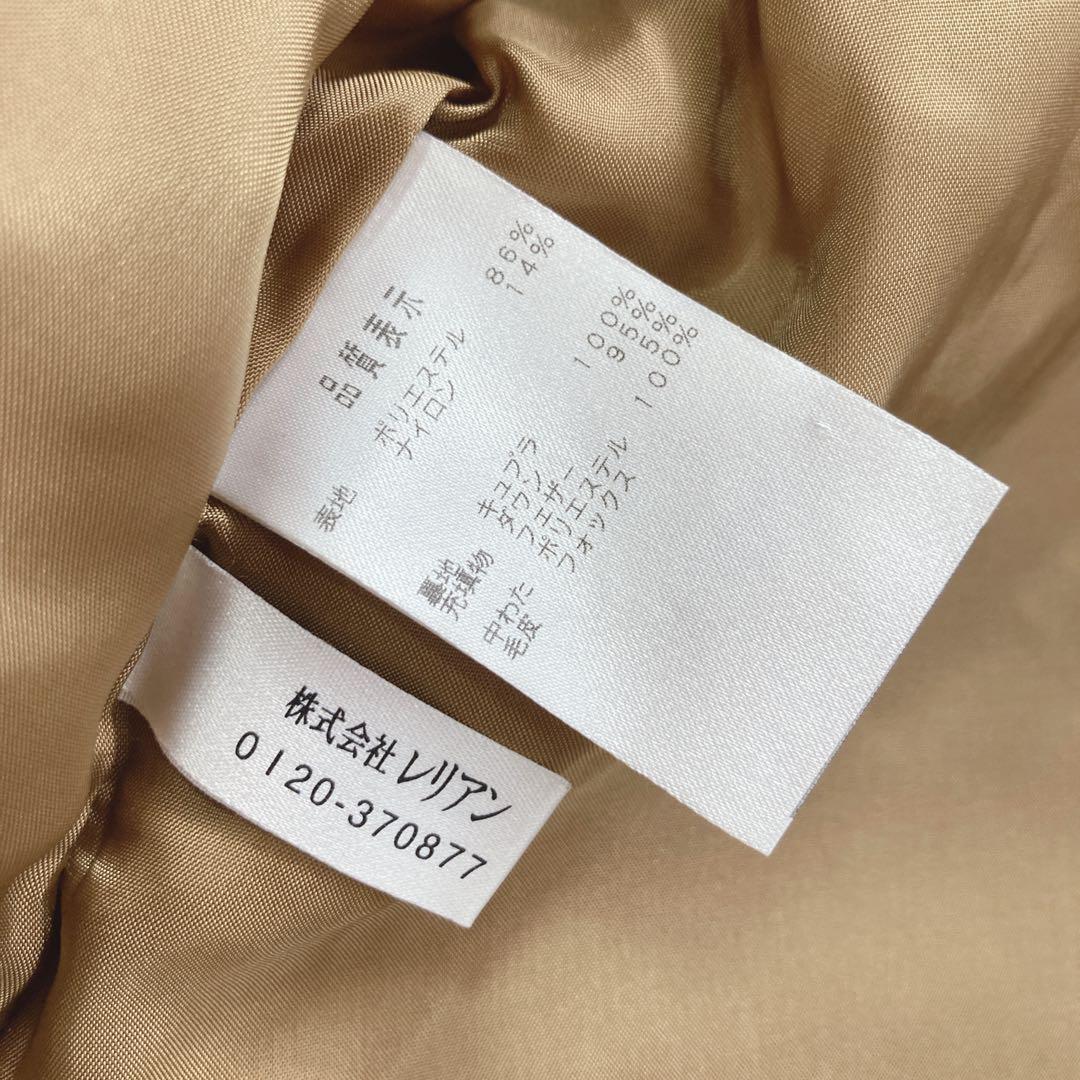 品質表示
表地 ポリエステル 86%
ナイロン 14%
裏地 キュプラ 100%
充填物 ダウン 95%
フェザー 5%
中わた ポリエステル 100%
毛皮 フォックス
株式会社レリアン
0120-370877